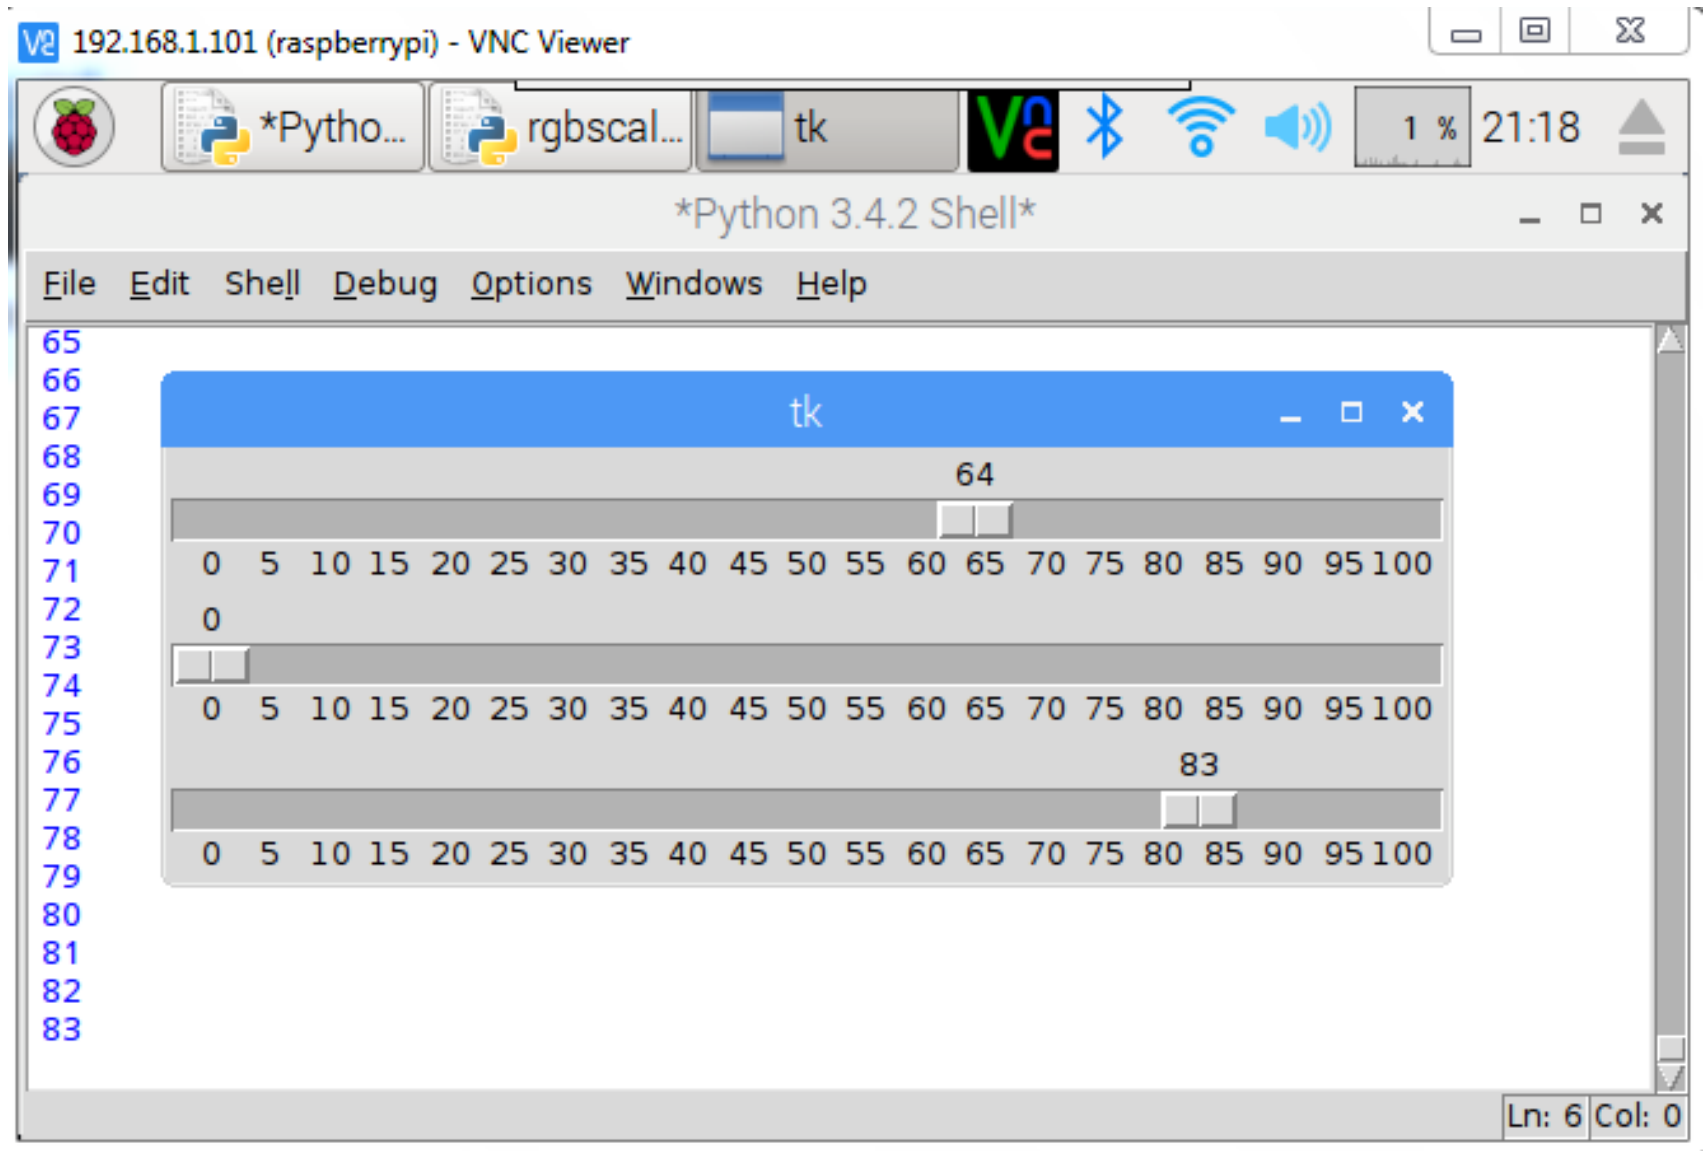 192.168.1.101 (raspberrypi) - VNC Viewer
*Pytho... rgbscal... tk 1 % 21:18
*Python 3.4.2 Shell*
File Edit Shell Debug Options Windows Help
65
66
67
68
69
70
71
72
73
74
75
76
77
78
79
80
81
82
83
tk
64
0 5 10 15 20 25 30 35 40 45 50 55 60 65 70 75 80 85 90 95 100
0
0 5 10 15 20 25 30 35 40 45 50 55 60 65 70 75 80 85 90 95 100
83
0 5 10 15 20 25 30 35 40 45 50 55 60 65 70 75 80 85 90 95 100
Ln: 6 Col: 0